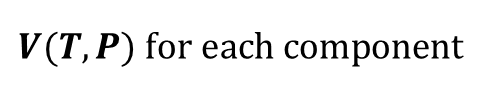 V(T, P) for each component